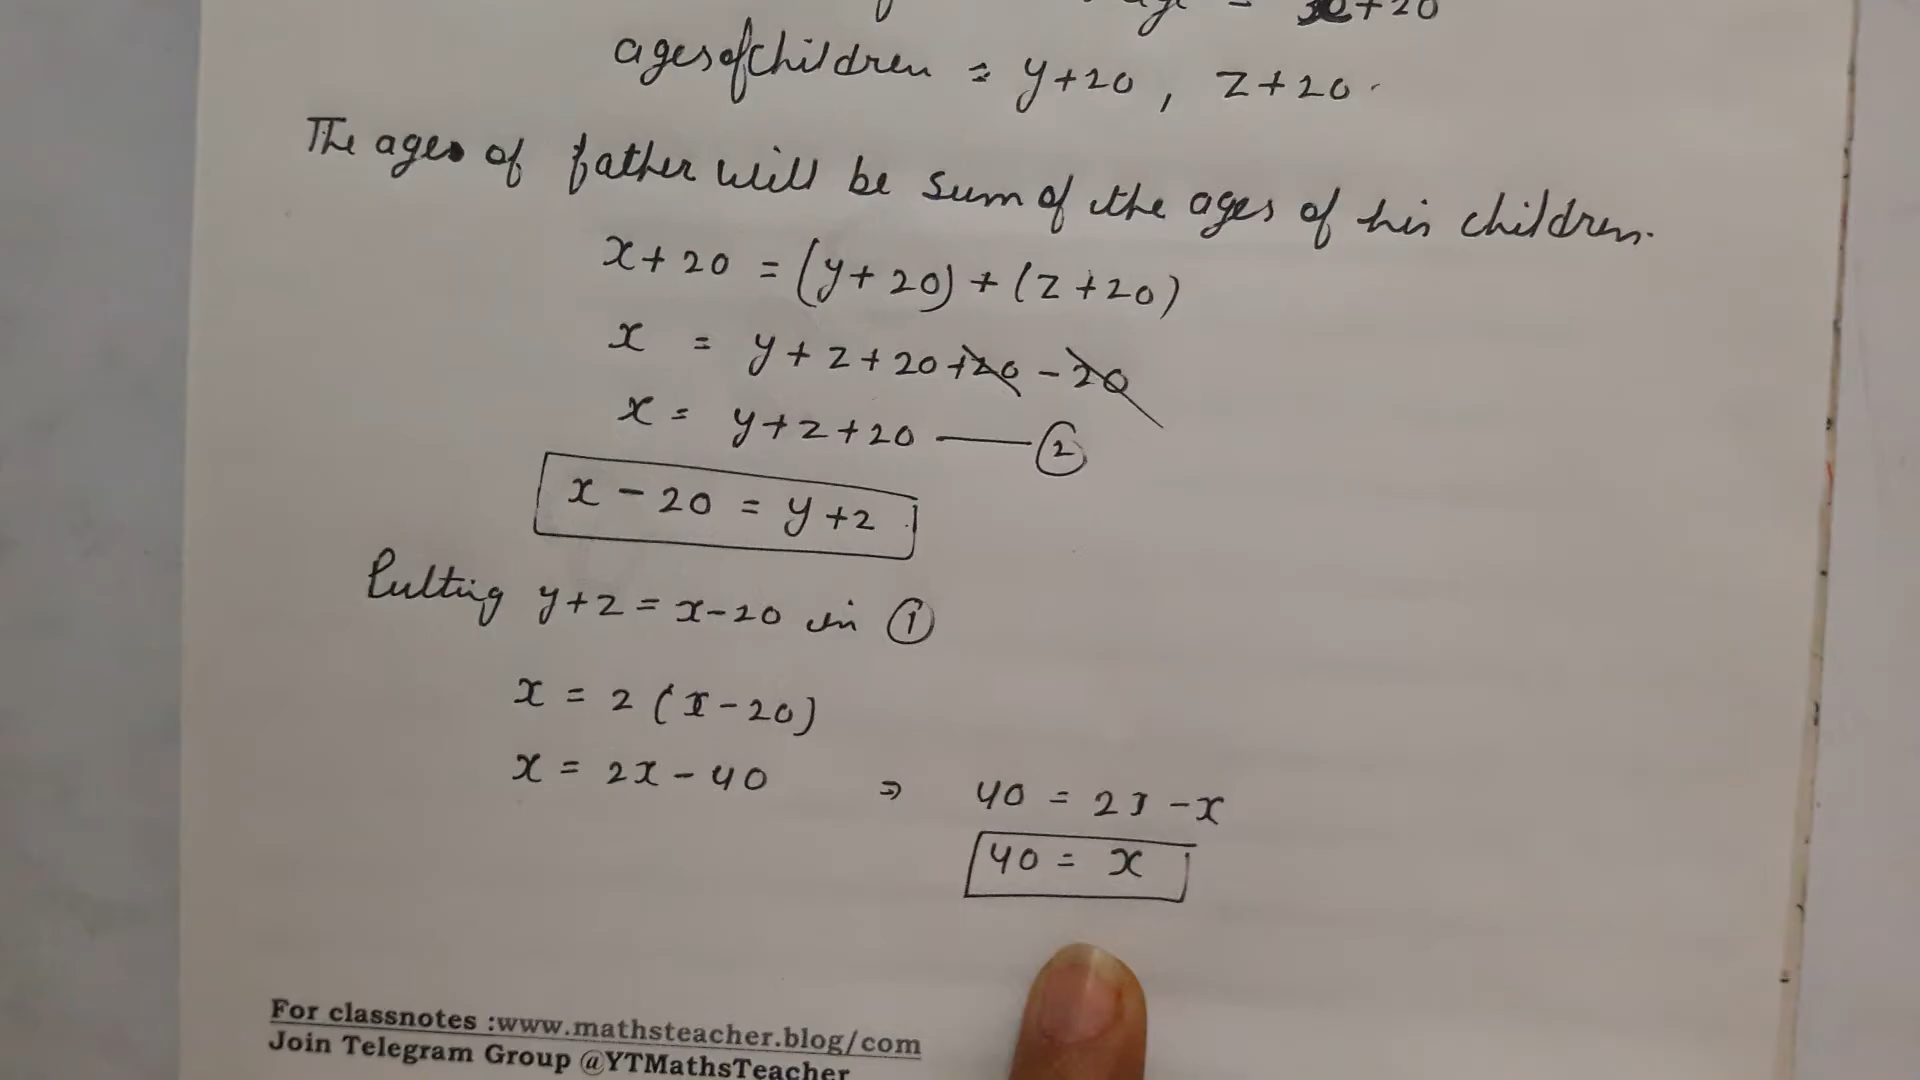 age = x+20
ages of children = y+20 , z+20.
The ages of father will be sum of the ages of his children.
x+20 = (y+20) + (z+20)
x = y+z+20+20-20
x = y+z+20 — ②
x-20 = y+z
Putting y+z = x-20 in ①
x = 2(x-20)
x = 2x-40 ⇒ 40 = 2x-x
40 = x
For classnotes :www.mathsteacher.blog/com
Join Telegram Group @YTMathsTeacher